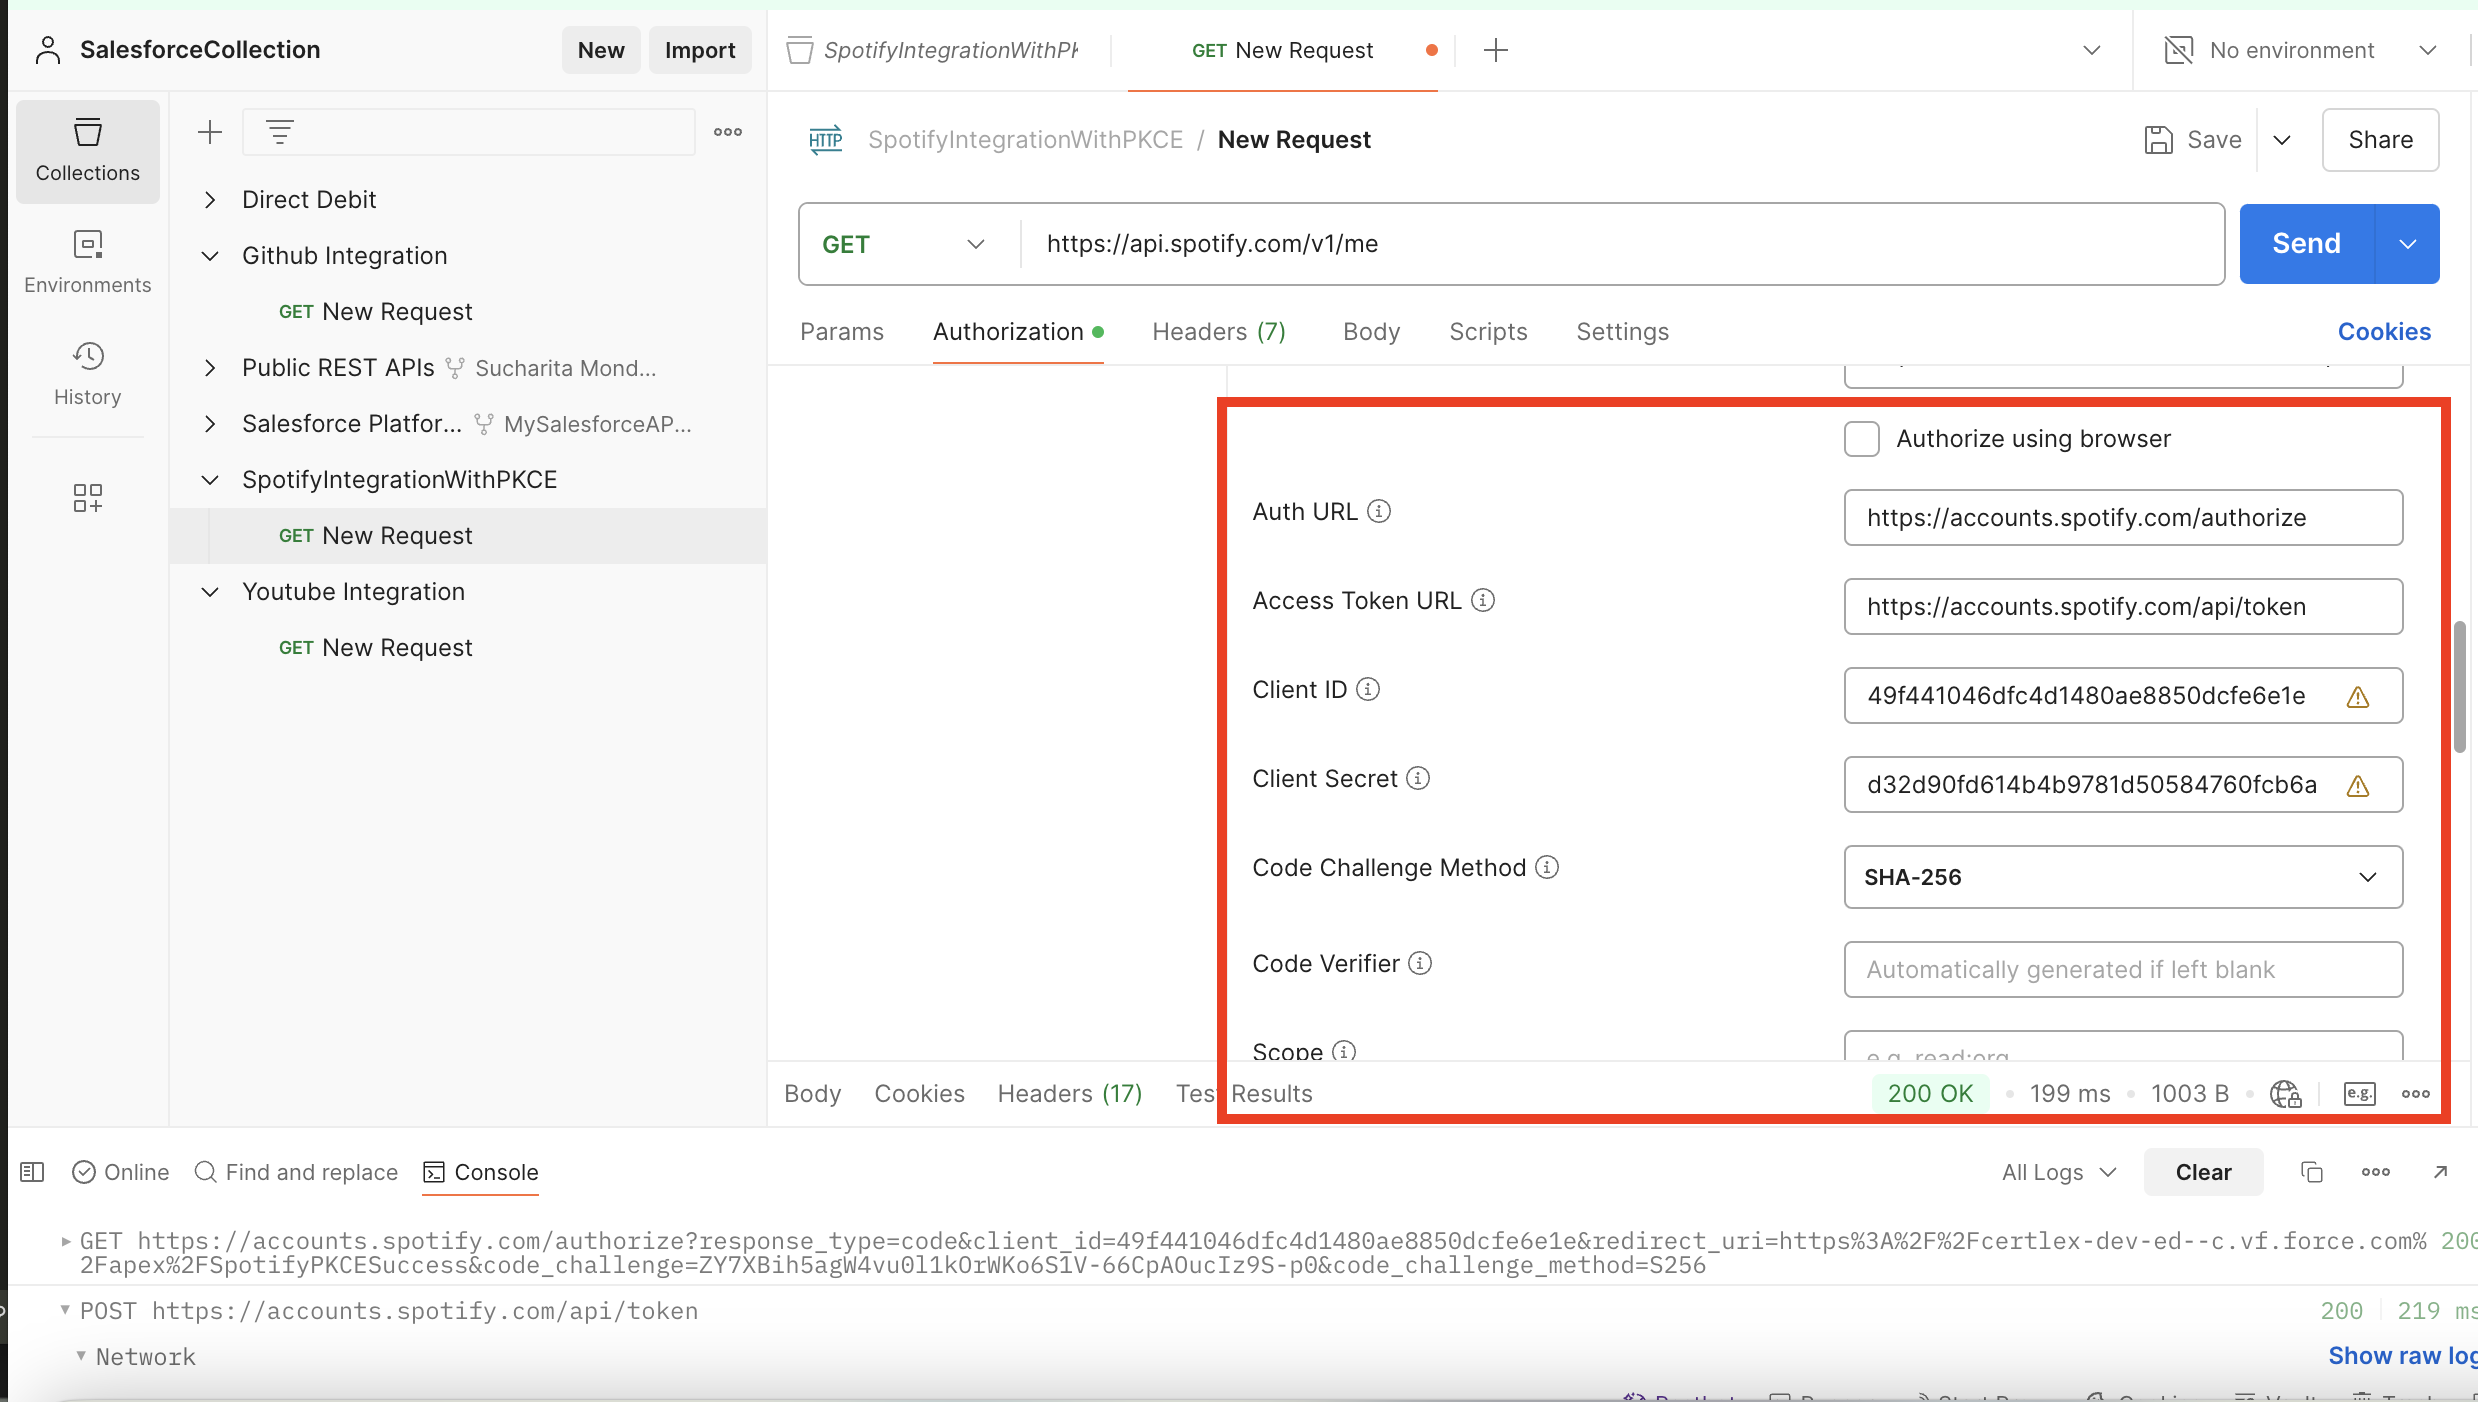 SalesforceCollection
New
Import
SpotifyIntegrationWithPK
GET New Request
No environment
Collections
Environments
History
Direct Debit
Github Integration
GET New Request
Public REST APIs Sucharita Mond...
Salesforce Platfor... MySalesforceAP...
SpotifyIntegrationWithPKCE
GET New Request
Youtube Integration
GET New Request
HTTP SpotifyIntegrationWithPKCE / New Request
Save
Share
GET https://api.spotify.com/v1/me
Send
Params Authorization Headers (7) Body Scripts Settings
Cookies
Authorize using browser
Auth URL https://accounts.spotify.com/authorize
Access Token URL https://accounts.spotify.com/api/token
Client ID 49f441046dfc4d1480ae8850dcfe6e1e
Client Secret d32d90fd614b4b9781d50584760fcb6a
Code Challenge Method SHA-256
Code Verifier Automatically generated if left blank
Scope e.g. read:org
Body Cookies Headers (17) Test Results
200 OK • 199 ms • 1003 B • e.g.
Online Find and replace Console
All Logs Clear
GET https://accounts.spotify.com/authorize?response_type=code&client_id=49f441046dfc4d1480ae8850dcfe6e1e&redirect_uri=https%3A%2F%2Fcertlex-dev-ed--c.vf.force.com% 200
2Fapex%2FSpotifyPKCESuccess&code_challenge=ZY7XBih5agW4vu0l1kOrWKo6S1V-66CpAOucIz9S-p0&code_challenge_method=S256
POST https://accounts.spotify.com/api/token 200 219 ms
Network
Show raw log